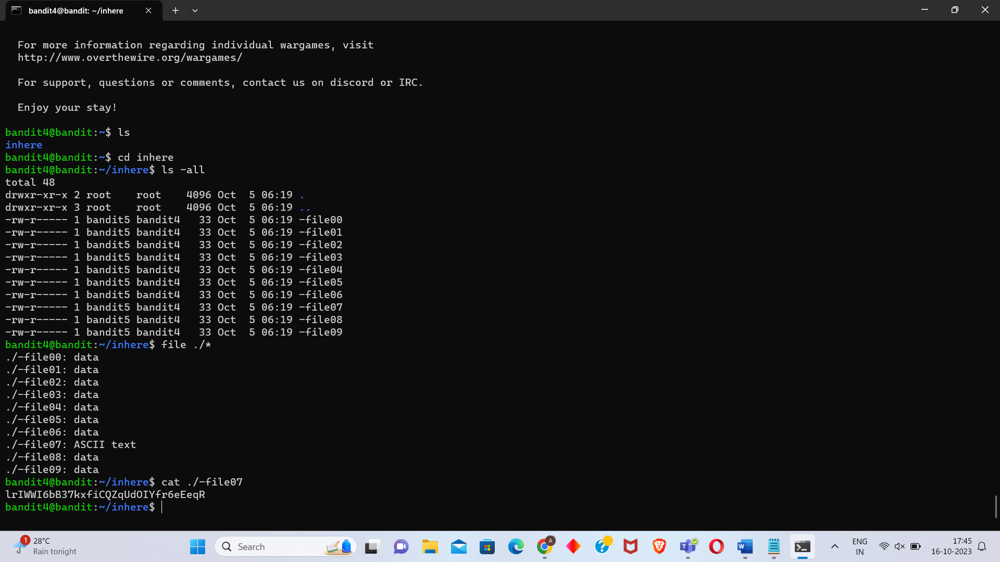 bandit4@bandit: ~/inhere
For more information regarding individual wargames, visit
http://www.overthewire.org/wargames/
For support, questions or comments, contact us on discord or IRC.
Enjoy your stay!
bandit4@bandit:~$ ls
inhere
bandit4@bandit:~$ cd inhere
bandit4@bandit:~/inhere$ ls -all
total 48
drwxr-xr-x 2 root    root    4096 Oct  5 06:19 .
drwxr-xr-x 3 root    root    4096 Oct  5 06:19 ..
-rw-r----- 1 bandit5 bandit4   33 Oct  5 06:19 -file00
-rw-r----- 1 bandit5 bandit4   33 Oct  5 06:19 -file01
-rw-r----- 1 bandit5 bandit4   33 Oct  5 06:19 -file02
-rw-r----- 1 bandit5 bandit4   33 Oct  5 06:19 -file03
-rw-r----- 1 bandit5 bandit4   33 Oct  5 06:19 -file04
-rw-r----- 1 bandit5 bandit4   33 Oct  5 06:19 -file05
-rw-r----- 1 bandit5 bandit4   33 Oct  5 06:19 -file06
-rw-r----- 1 bandit5 bandit4   33 Oct  5 06:19 -file07
-rw-r----- 1 bandit5 bandit4   33 Oct  5 06:19 -file08
-rw-r----- 1 bandit5 bandit4   33 Oct  5 06:19 -file09
bandit4@bandit:~/inhere$ file ./*
./-file00: data
./-file01: data
./-file02: data
./-file03: data
./-file04: data
./-file05: data
./-file06: data
./-file07: ASCII text
./-file08: data
./-file09: data
bandit4@bandit:~/inhere$ cat ./-file07
lrIWWI6bB37kxfiCQZqUdOIYfr6eEeqR
bandit4@bandit:~/inhere$
1
28°C
Rain tonight
Search
A
T
W
ENG
IN
17:45
16-10-2023